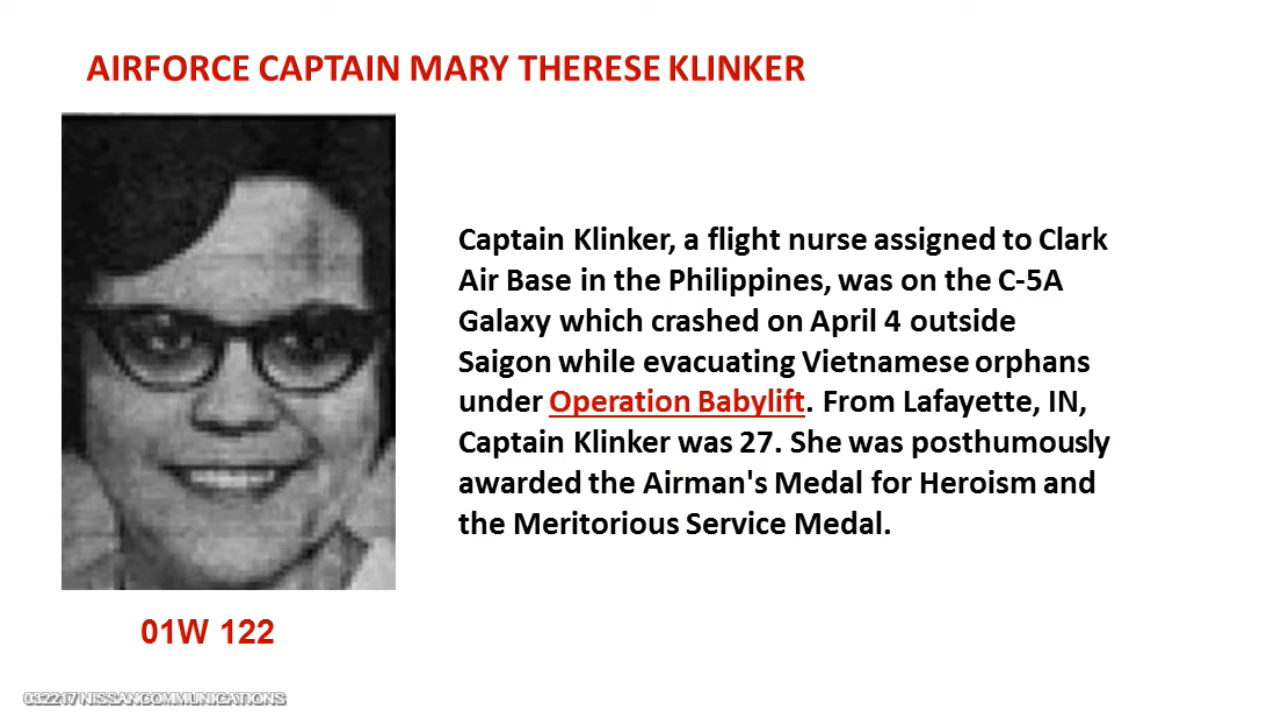 AIRFORCE CAPTAIN MARY THERESE KLINKER
Captain Klinker, a flight nurse assigned to Clark
Air Base in the Philippines, was on the C-5A
Galaxy which crashed on April 4 outside
Saigon while evacuating Vietnamese orphans
under Operation Babylift. From Lafayette, IN,
Captain Klinker was 27. She was posthumously
awarded the Airman's Medal for Heroism and
the Meritorious Service Medal.
01W 122
032217 NISSANCOMMUNICATIONS